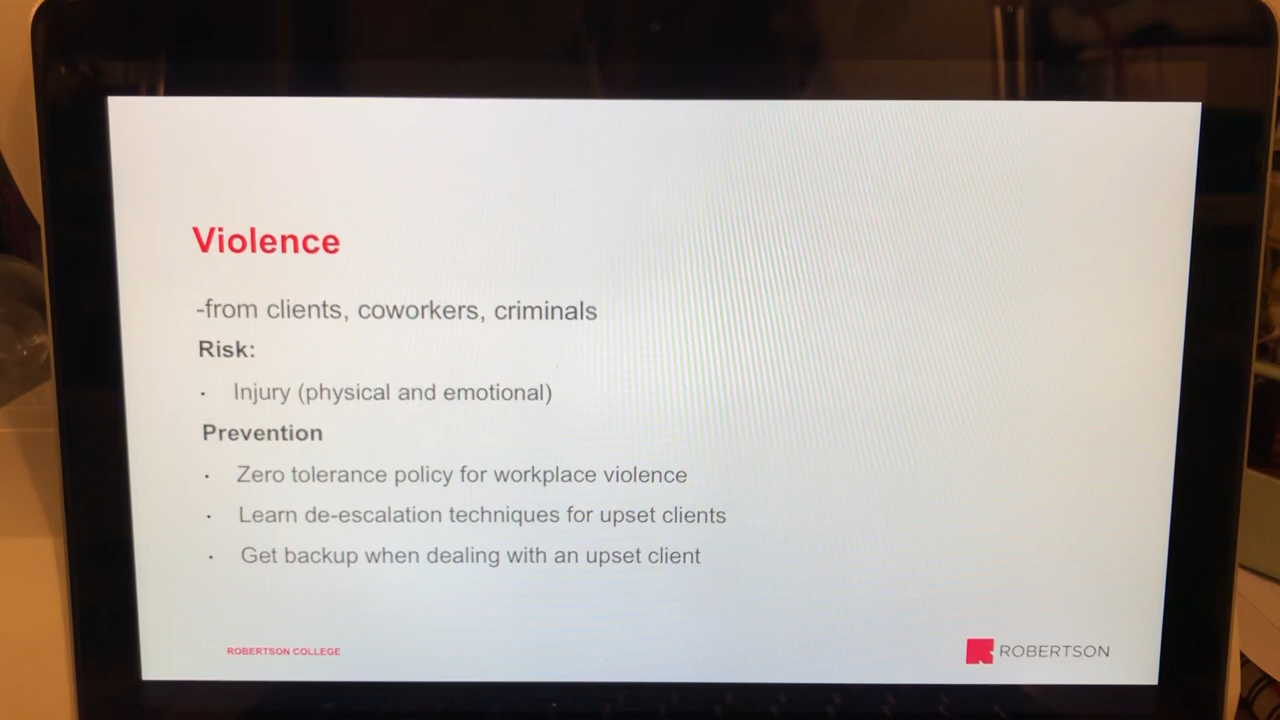 Violence
-from clients, coworkers, criminals
Risk:
· Injury (physical and emotional)
Prevention
· Zero tolerance policy for workplace violence
· Learn de-escalation techniques for upset clients
· Get backup when dealing with an upset client
ROBERTSON COLLEGE
ROBERTSON